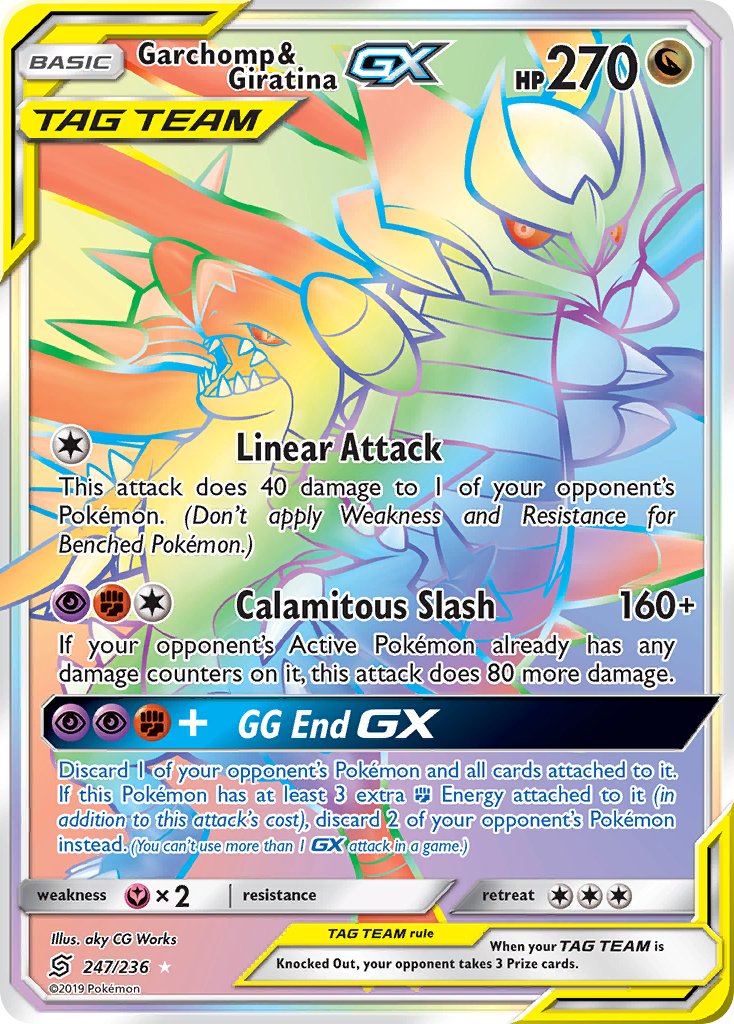 BASIC
Garchomp&
Giratina GX
HP270
TAG TEAM
Linear Attack
This attack does 40 damage to 1 of your opponent's
Pokémon. (Don't apply Weakness and Resistance for
Benched Pokémon.)
Calamitous Slash 160+
If your opponent's Active Pokémon already has any
damage counters on it, this attack does 80 more damage.
+ GG End GX
Discard 1 of your opponent's Pokémon and all cards attached to it.
If this Pokémon has at least 3 extra Energy attached to it (in
addition to this attack's cost), discard 2 of your opponent's Pokémon
instead. (You can't use more than 1 GX attack in a game.)
weakness ×2 resistance retreat
Illus. aky CG Works
247/236
©2019 Pokémon
TAG TEAM rule
When your TAG TEAM is
Knocked Out, your opponent takes 3 Prize cards.